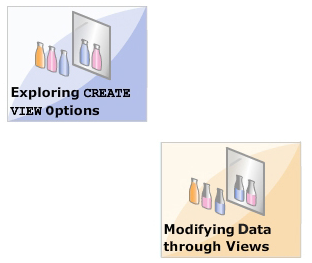 Exploring CREATE
VIEW Options
Modifying Data
through Views